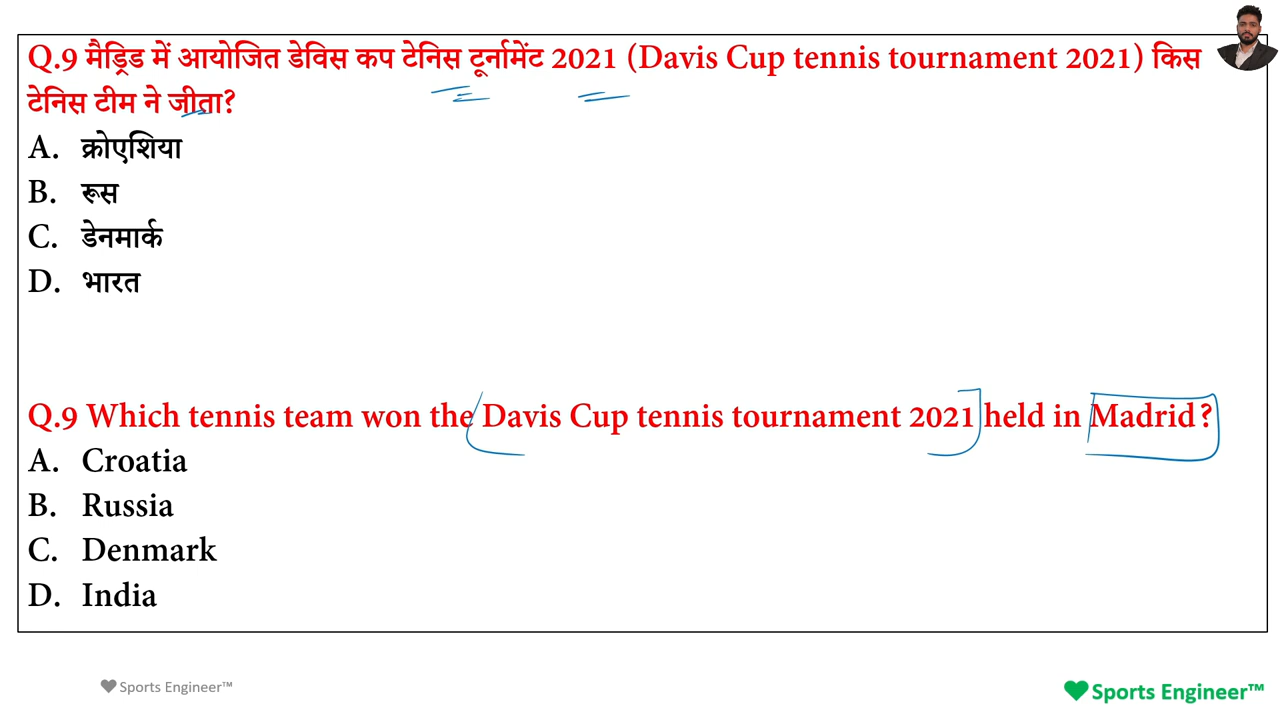 Q.9 मैड्रिड में आयोजित डेविस कप टेनिस टूर्नामेंट 2021 (Davis Cup tennis tournament 2021) किस
टेनिस टीम ने जीता?
A. क्रोएशिया
B. रूस
C. डेनमार्क
D. भारत
Q.9 Which tennis team won the Davis Cup tennis tournament 2021 held in Madrid?
A. Croatia
B. Russia
C. Denmark
D. India
Sports Engineer™
Sports Engineer™